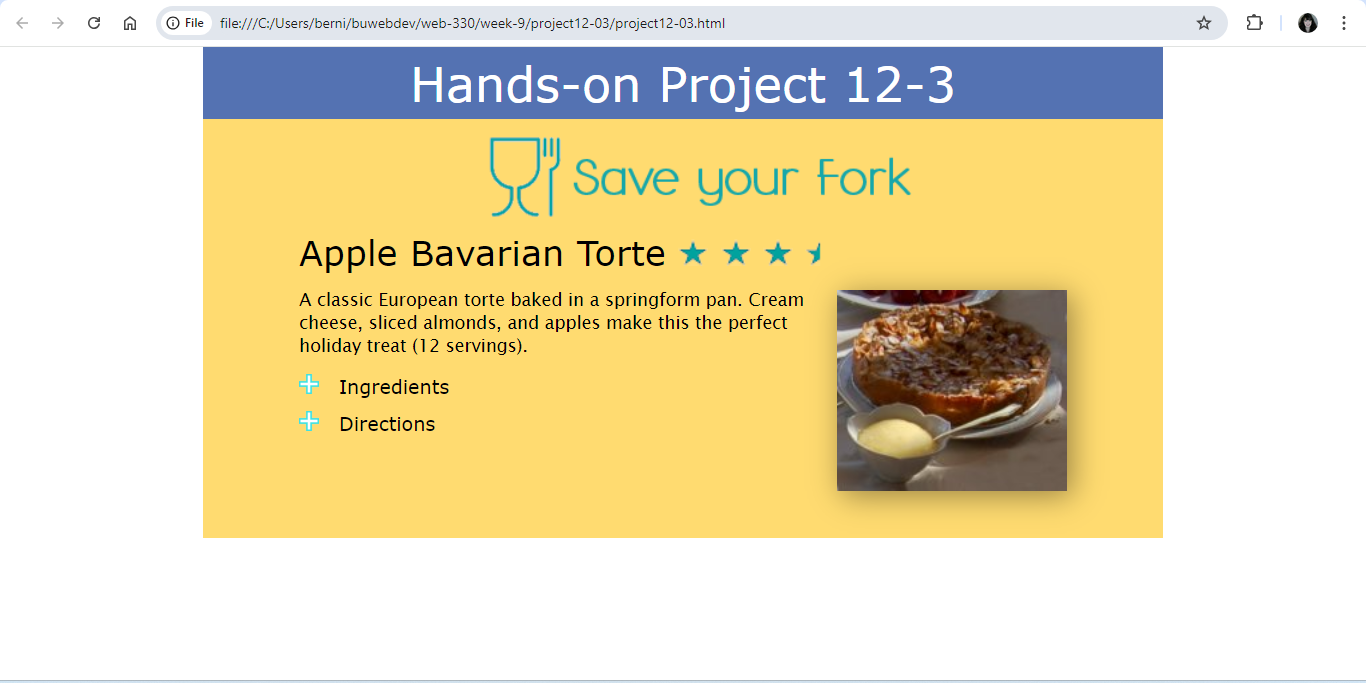 File file:///C:/Users/berni/buwebdev/web-330/week-9/project12-03/project12-03.html
Hands-on Project 12-3
Save your Fork
Apple Bavarian Torte
A classic European torte baked in a springform pan. Cream
cheese, sliced almonds, and apples make this the perfect
holiday treat (12 servings).
Ingredients
Directions